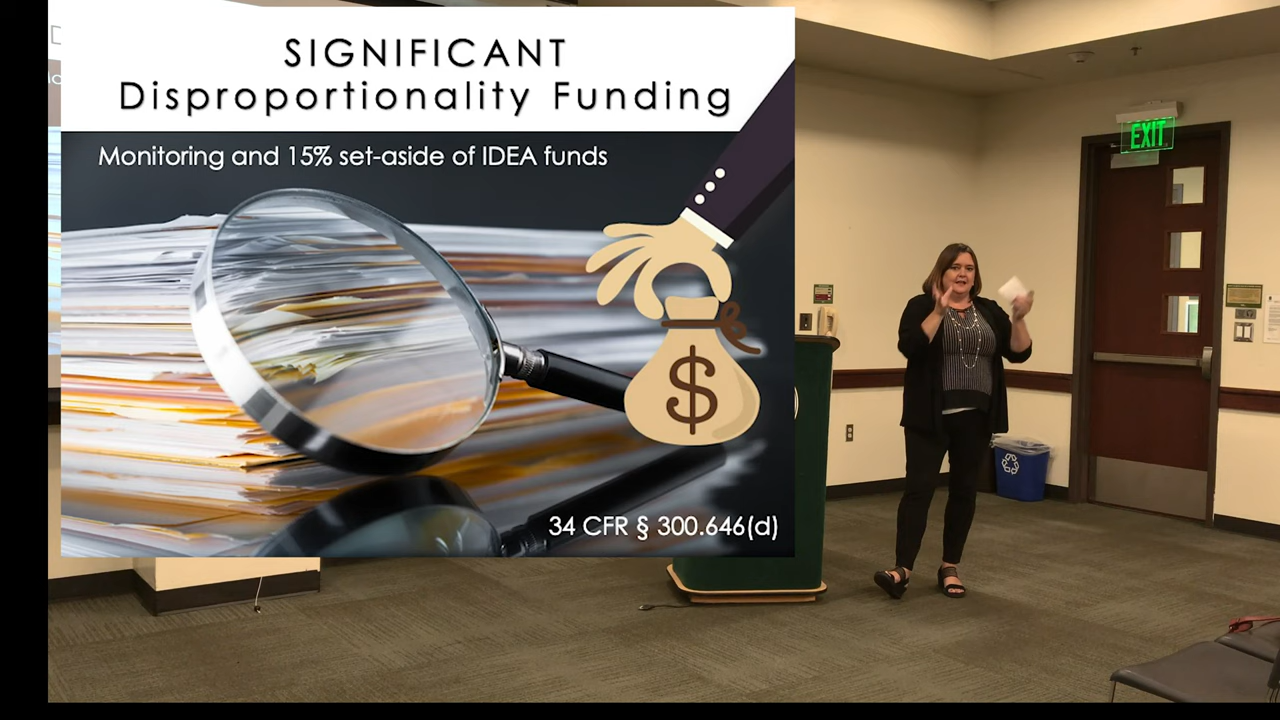 SIGNIFICANT
Disproportionality Funding
Monitoring and 15% set-aside of IDEA funds
$
34 CFR § 300.646(d)
EXIT